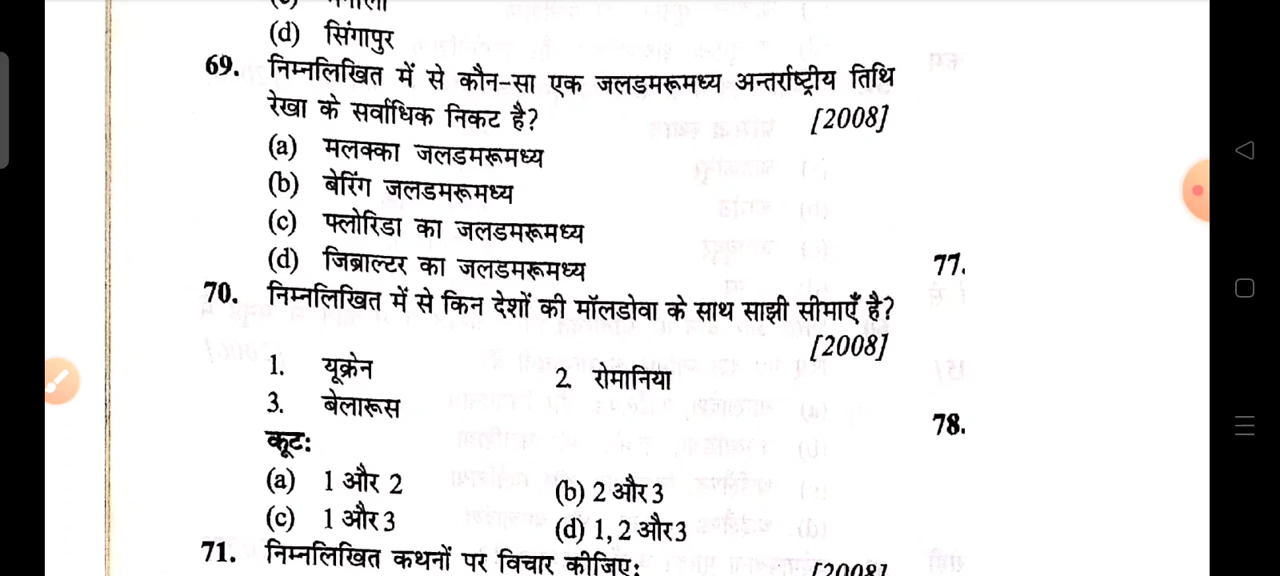 (d) सिंगापुर
69. निम्नलिखित में से कौन-सा एक जलडमरूमध्य अन्तर्राष्ट्रीय तिथि
रेखा के सर्वाधिक निकट है? [2008]
(a) मलक्का जलडमरूमध्य
(b) बेरिंग जलडमरूमध्य
(c) फ्लोरिडा का जलडमरूमध्य
(d) जिब्राल्टर का जलडमरूमध्य
77.
70. निम्नलिखित में से किन देशों की मॉलडोवा के साथ साझी सीमाएँ है?
[2008]
1. यूक्रेन 2. रोमानिया
3. बेलारूस
78.
कूट:
(a) 1 और 2 (b) 2 और 3
(c) 1 और 3 (d) 1, 2 और 3
71. निम्नलिखित कथनों पर विचार कीजिए:
[2008]